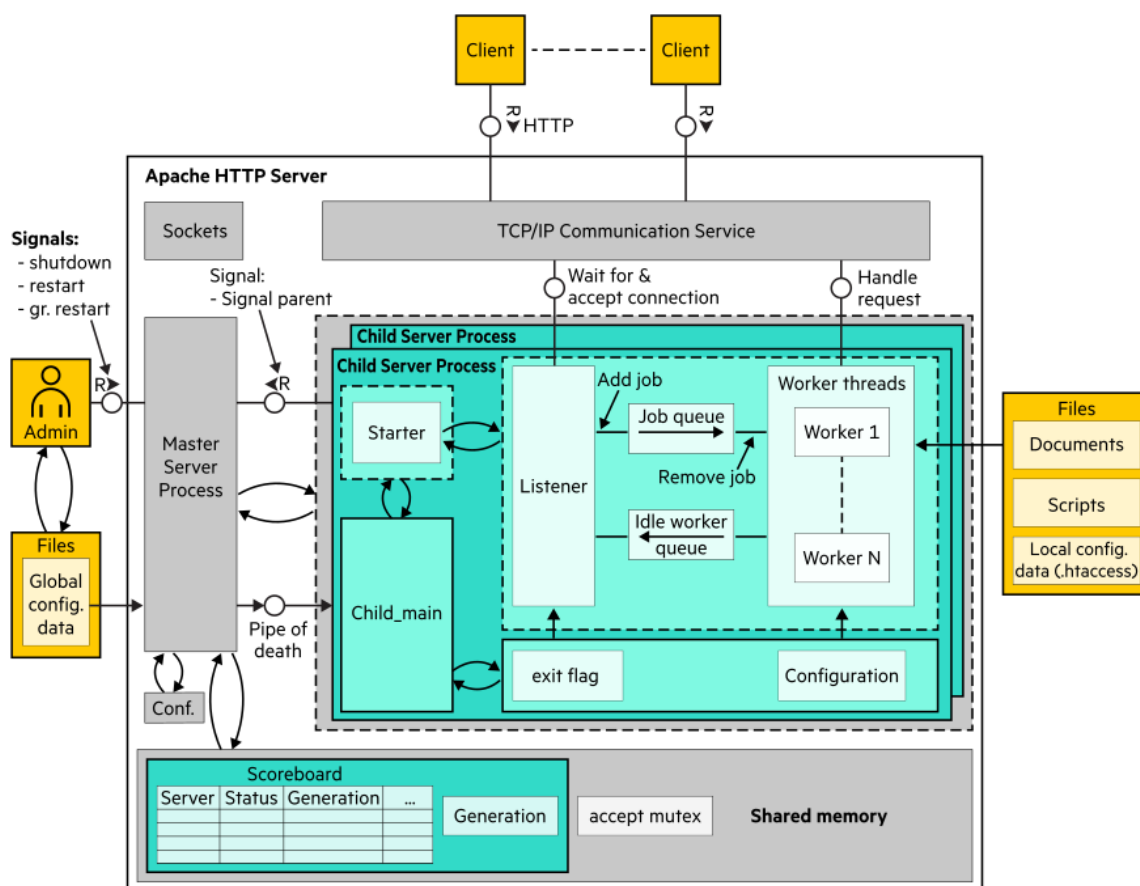 Client
Client
R
HTTP
R
Apache HTTP Server
Sockets
TCP/IP Communication Service
Signals:
- shutdown
- restart
- gr. restart
Signal:
- Signal parent
Wait for &
accept connection
Handle
request
Child Server Process
Child Server Process
R
Admin
R
Master
Server
Process
Starter
Listener
Add job
Job queue
Remove job
Idle worker
queue
Worker threads
Worker 1
Worker N
Files
Documents
Scripts
Local config.
data (.htaccess)
Files
Global
config.
data
Pipe of
death
Child_main
exit flag
Configuration
Conf.
Scoreboard
Server Status Generation ...
Generation
accept mutex
Shared memory